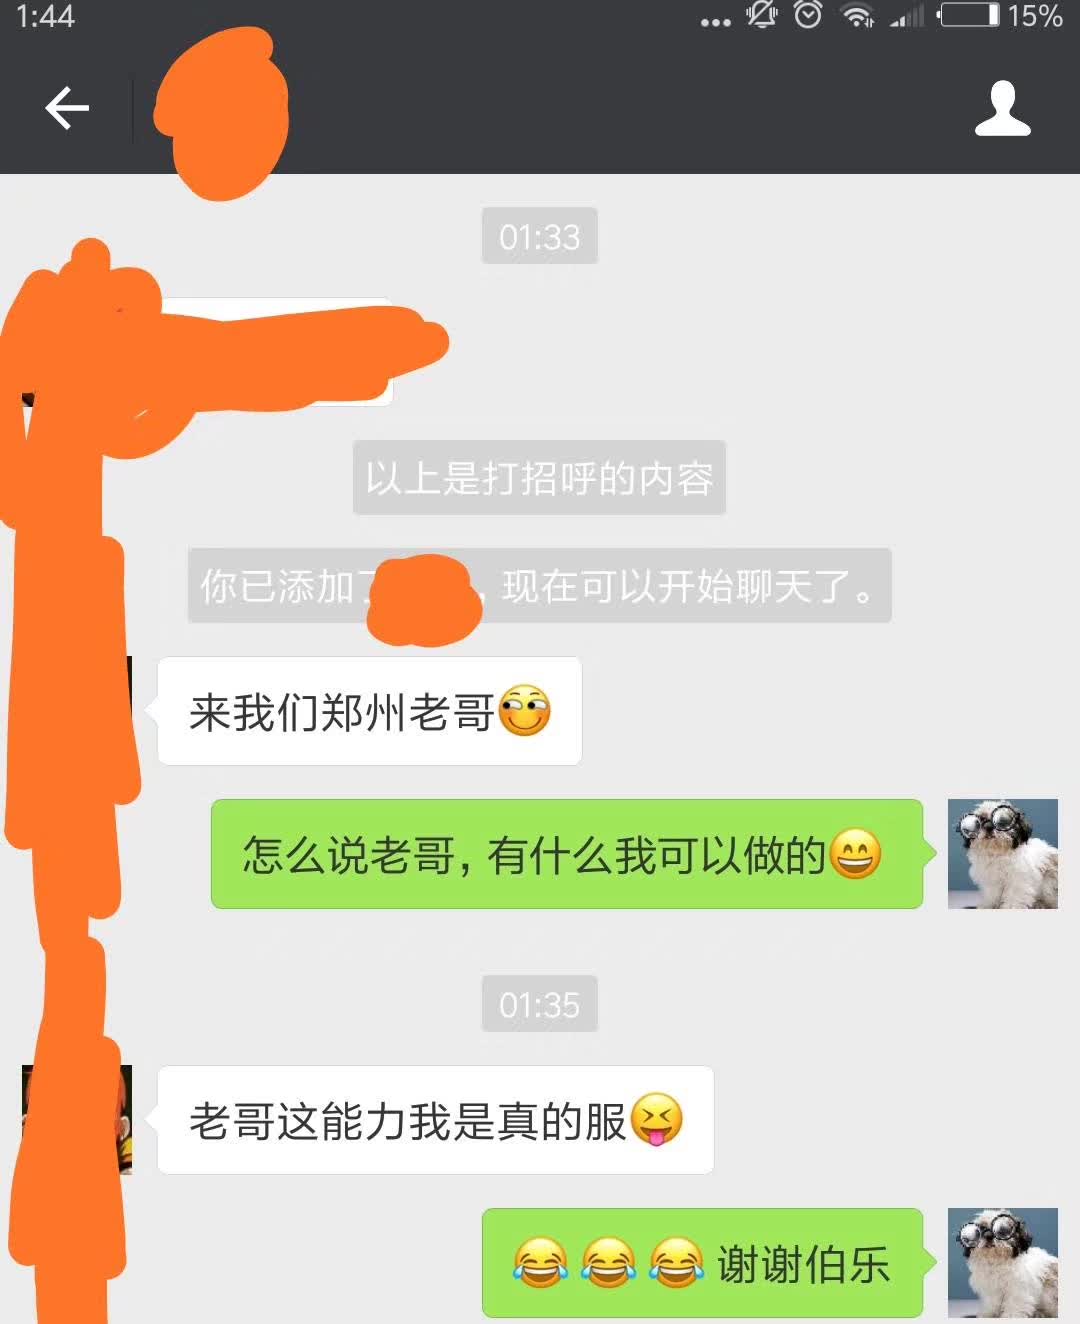 1:44
15%
01:33
以上是打招呼的内容
你已添加了，现在可以开始聊天了。
来我们郑州老哥
怎么说老哥，有什么我可以做的
01:35
老哥这能力我是真的服
谢谢伯乐